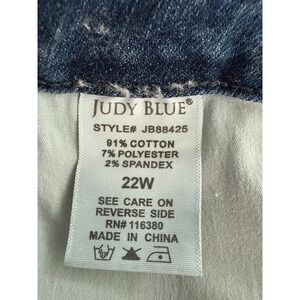 JUDY BLUE®
STYLE# JB88425
91% COTTON
7% POLYESTER
2% SPANDEX
22W
SEE CARE ON
REVERSE SIDE
RN# 116380
MADE IN CHINA